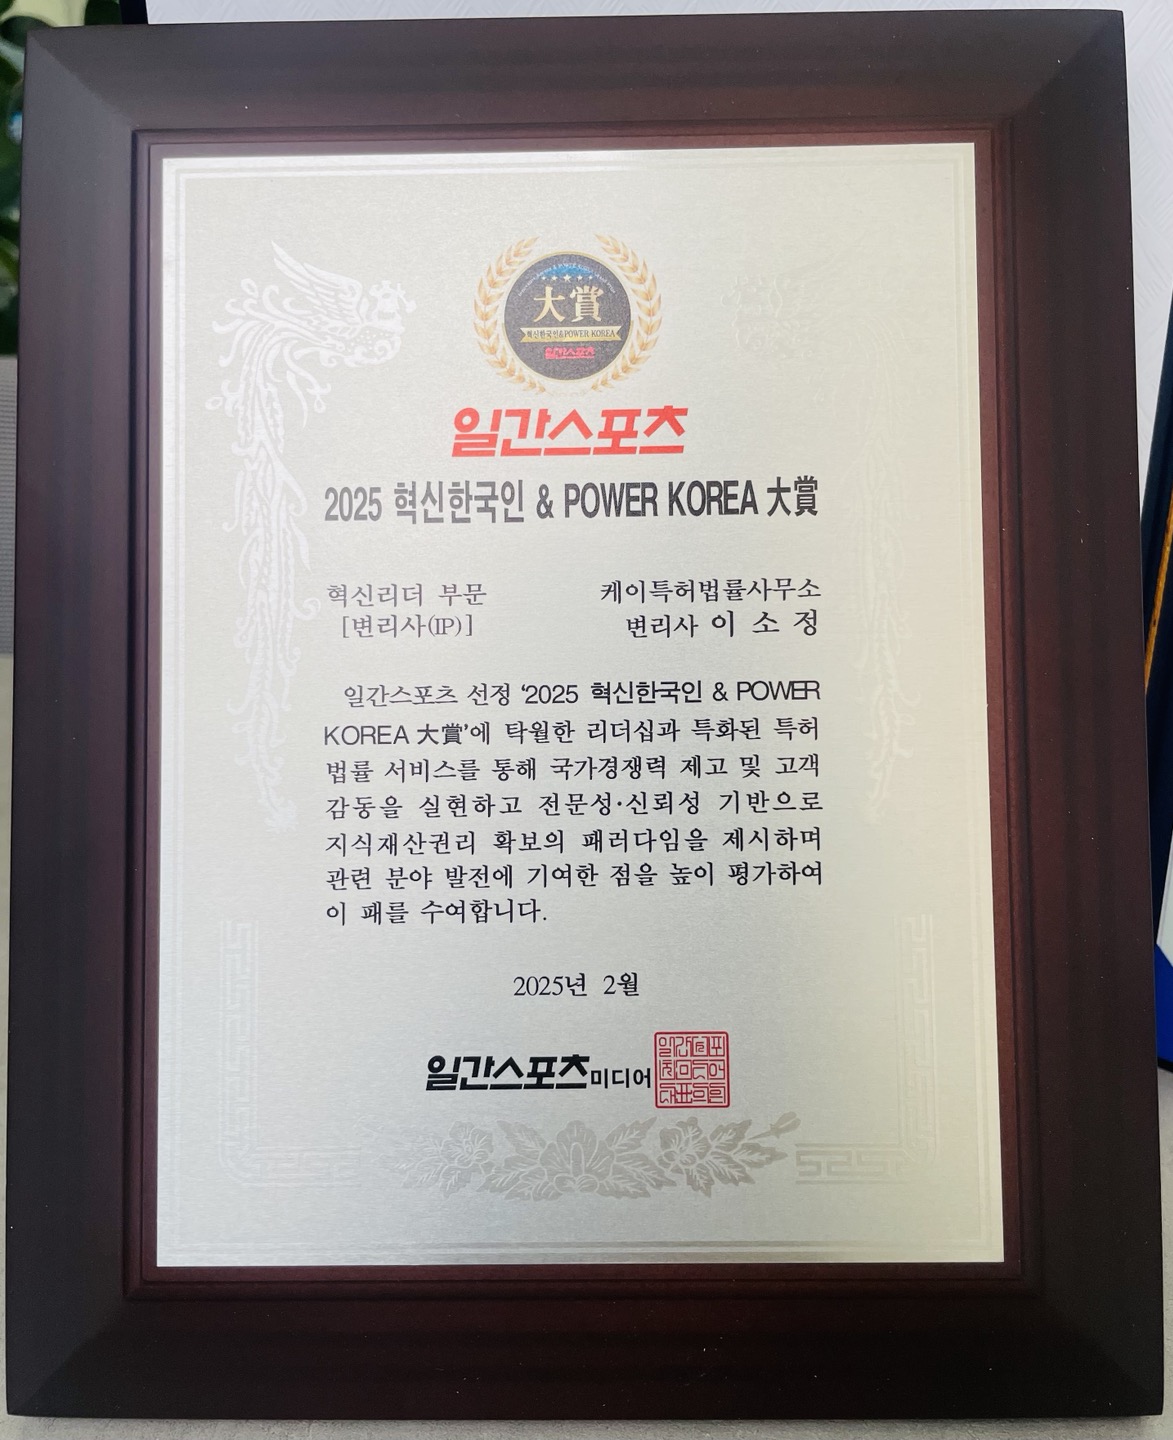 大賞
혁신한국인&POWER KOREA
일간스포츠
일간스포츠
2025 혁신한국인 & POWER KOREA 大賞
혁신리더 부문
[변리사(IP)]
케이특허법률사무소
변리사 이 소 정
일간스포츠 선정 '2025 혁신한국인 & POWER
KOREA 大賞'에 탁월한 리더십과 특화된 특허
법률 서비스를 통해 국가경쟁력 제고 및 고객
감동을 실현하고 전문성·신뢰성 기반으로
지식재산권리 확보의 패러다임을 제시하며
관련 분야 발전에 기여한 점을 높이 평가하여
이 패를 수여합니다.
2025년 2월
일간스포츠미디어